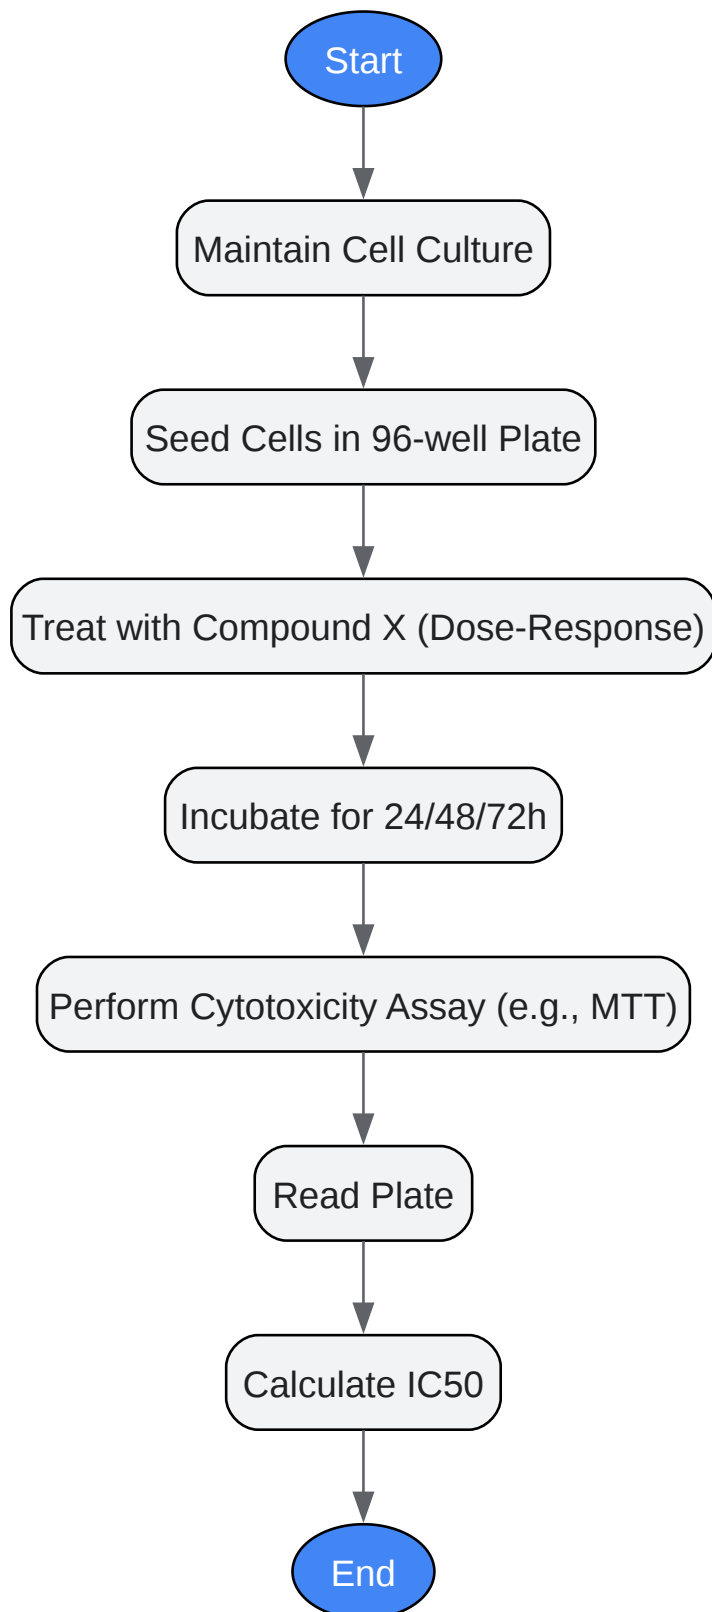 Start
Maintain Cell Culture
Seed Cells in 96-well Plate
Treat with Compound X (Dose-Response)
Incubate for 24/48/72h
Perform Cytotoxicity Assay (e.g., MTT)
Read Plate
Calculate IC50
End